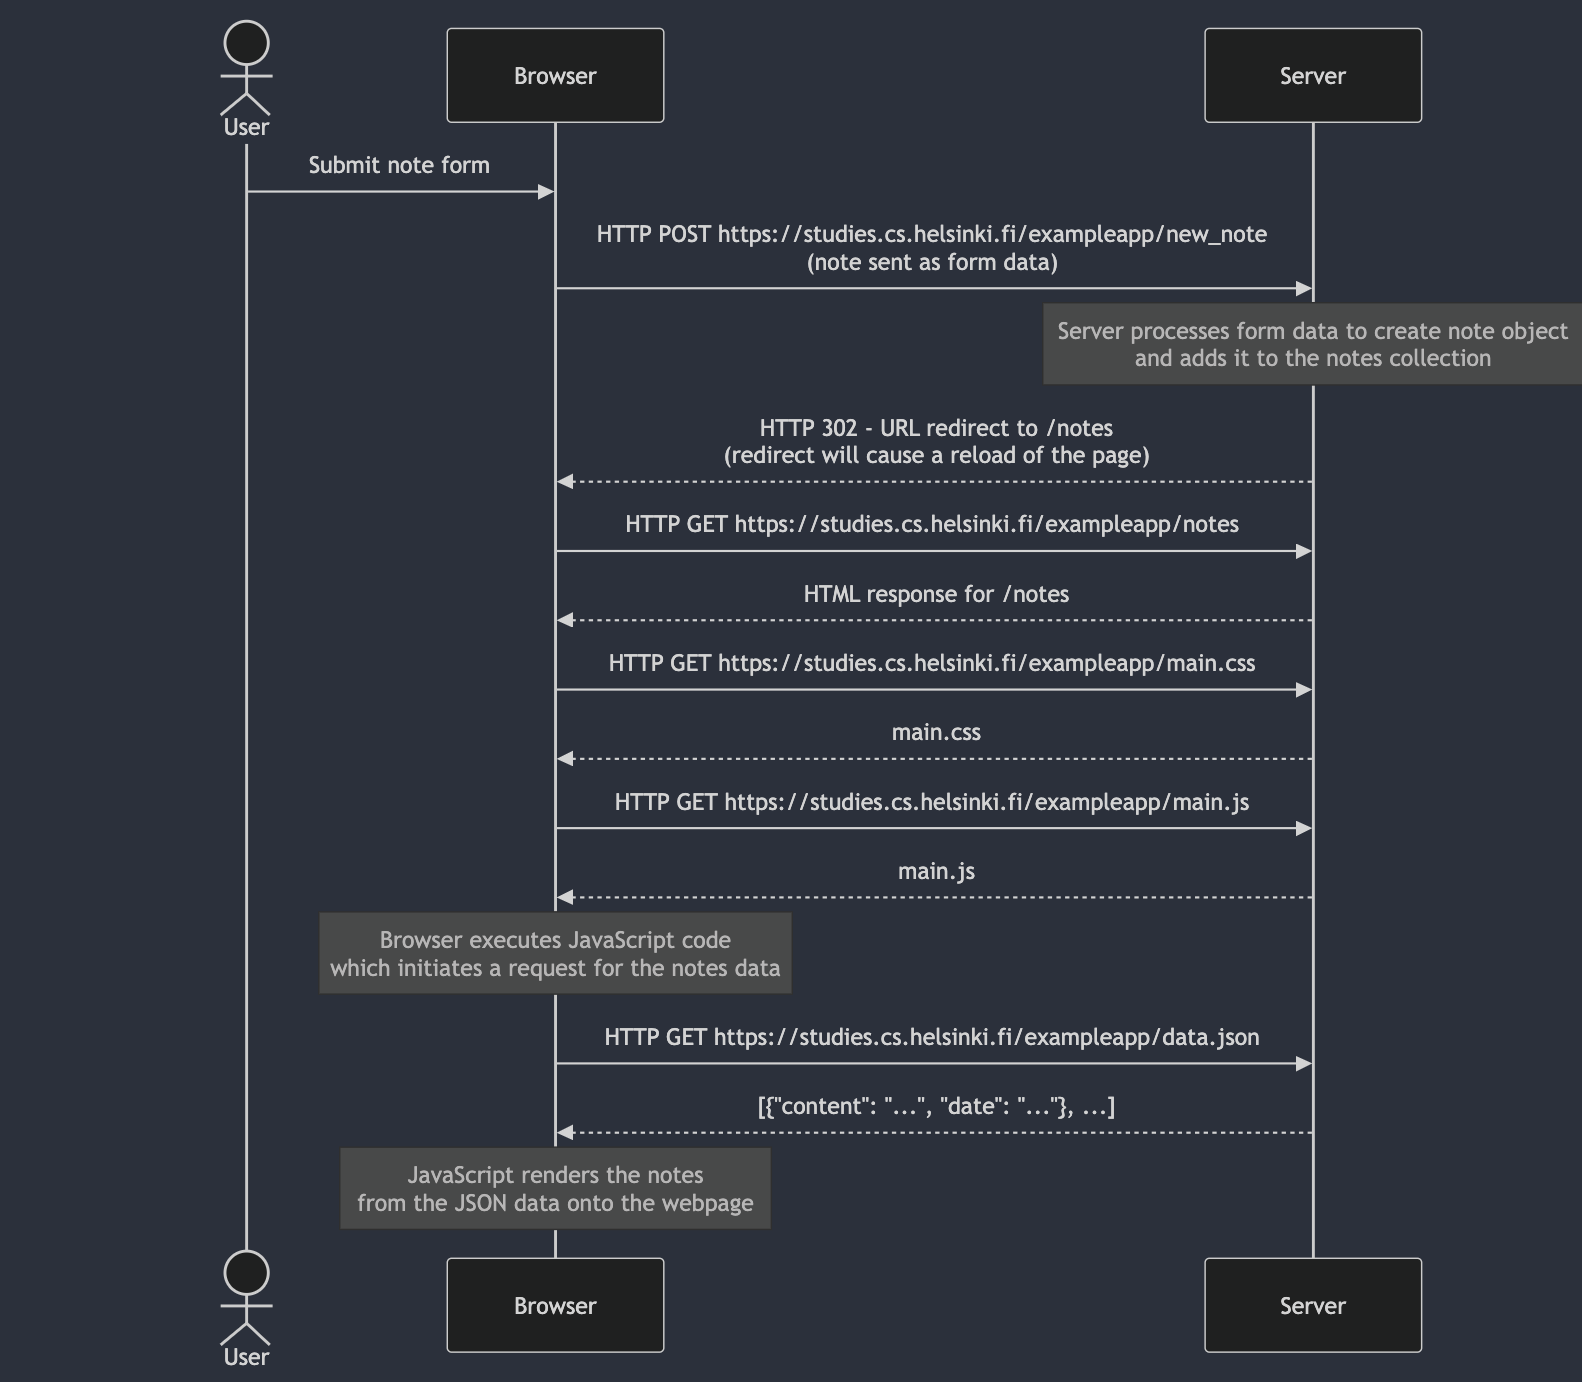 User
Browser
Server
Submit note form
HTTP POST https://studies.cs.helsinki.fi/exampleapp/new_note
(note sent as form data)
Server processes form data to create note object
and adds it to the notes collection
HTTP 302 - URL redirect to /notes
(redirect will cause a reload of the page)
HTTP GET https://studies.cs.helsinki.fi/exampleapp/notes
HTML response for /notes
HTTP GET https://studies.cs.helsinki.fi/exampleapp/main.css
main.css
HTTP GET https://studies.cs.helsinki.fi/exampleapp/main.js
main.js
Browser executes JavaScript code
which initiates a request for the notes data
HTTP GET https://studies.cs.helsinki.fi/exampleapp/data.json
[{"content": "...", "date": "..."}, ...]
JavaScript renders the notes
from the JSON data onto the webpage
User
Browser
Server